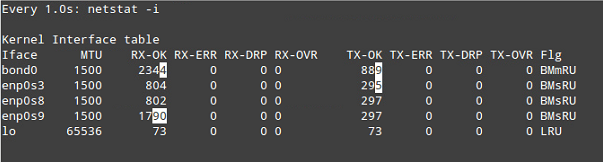 Every 1.0s: netstat -i
Kernel Interface table
Iface MTU RX-OK RX-ERR RX-DRP RX-OVR TX-OK TX-ERR TX-DRP TX-OVR Flg
bond0 1500 2344 0 0 0 889 0 0 0 BMmRU
enp0s3 1500 804 0 0 0 295 0 0 0 BMsRU
enp0s8 1500 802 0 0 0 297 0 0 0 BMsRU
enp0s9 1500 1790 0 0 0 297 0 0 0 BMsRU
lo 65536 73 0 0 0 73 0 0 0 LRU